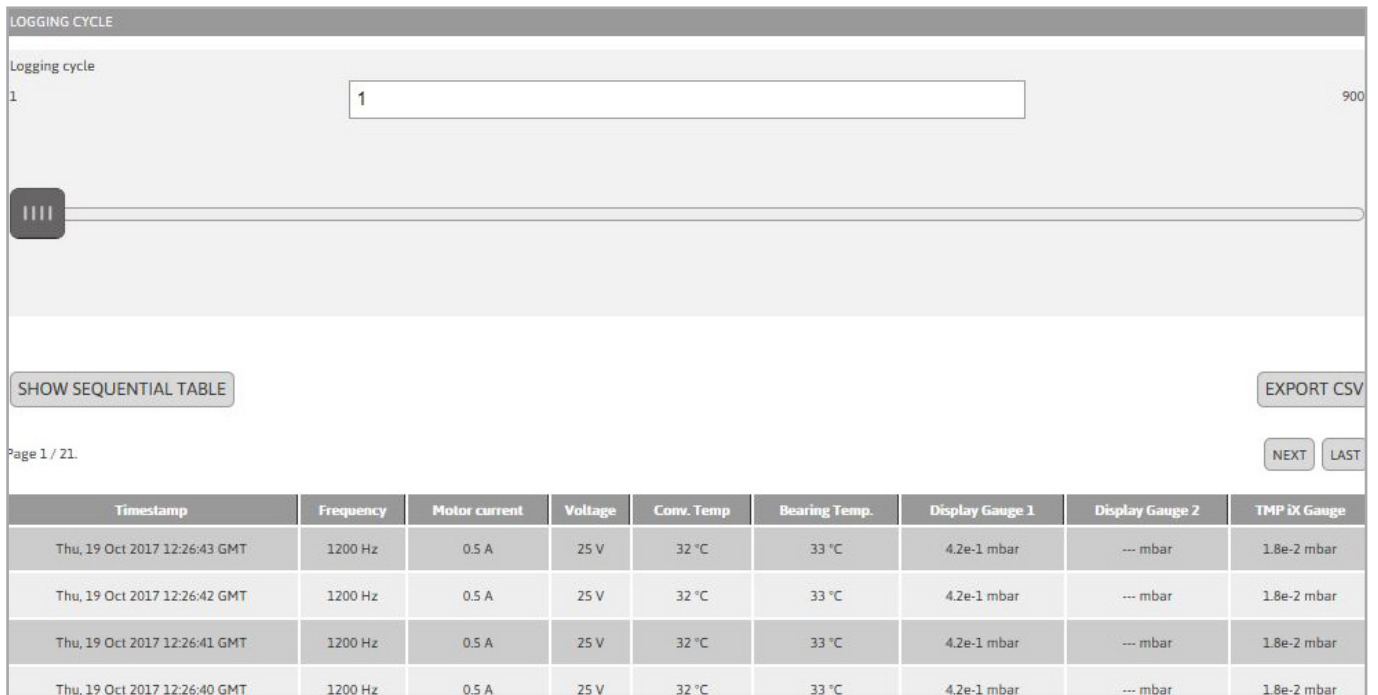 LOGGING CYCLE
Logging cycle
1 1 900
SHOW SEQUENTIAL TABLE EXPORT CSV
Page 1 / 21. NEXT LAST
Timestamp Frequency Motor current Voltage Conv. Temp Bearing Temp. Display Gauge 1 Display Gauge 2 TMP iX Gauge
Thu, 19 Oct 2017 12:26:43 GMT 1200 Hz 0.5 A 25 V 32 °C 33 °C 4.2e-1 mbar --- mbar 1.8e-2 mbar
Thu, 19 Oct 2017 12:26:42 GMT 1200 Hz 0.5 A 25 V 32 °C 33 °C 4.2e-1 mbar --- mbar 1.8e-2 mbar
Thu, 19 Oct 2017 12:26:41 GMT 1200 Hz 0.5 A 25 V 32 °C 33 °C 4.2e-1 mbar --- mbar 1.8e-2 mbar
Thu, 19 Oct 2017 12:26:40 GMT 1200 Hz 0.5 A 25 V 32 °C 33 °C 4.2e-1 mbar --- mbar 1.8e-2 mbar